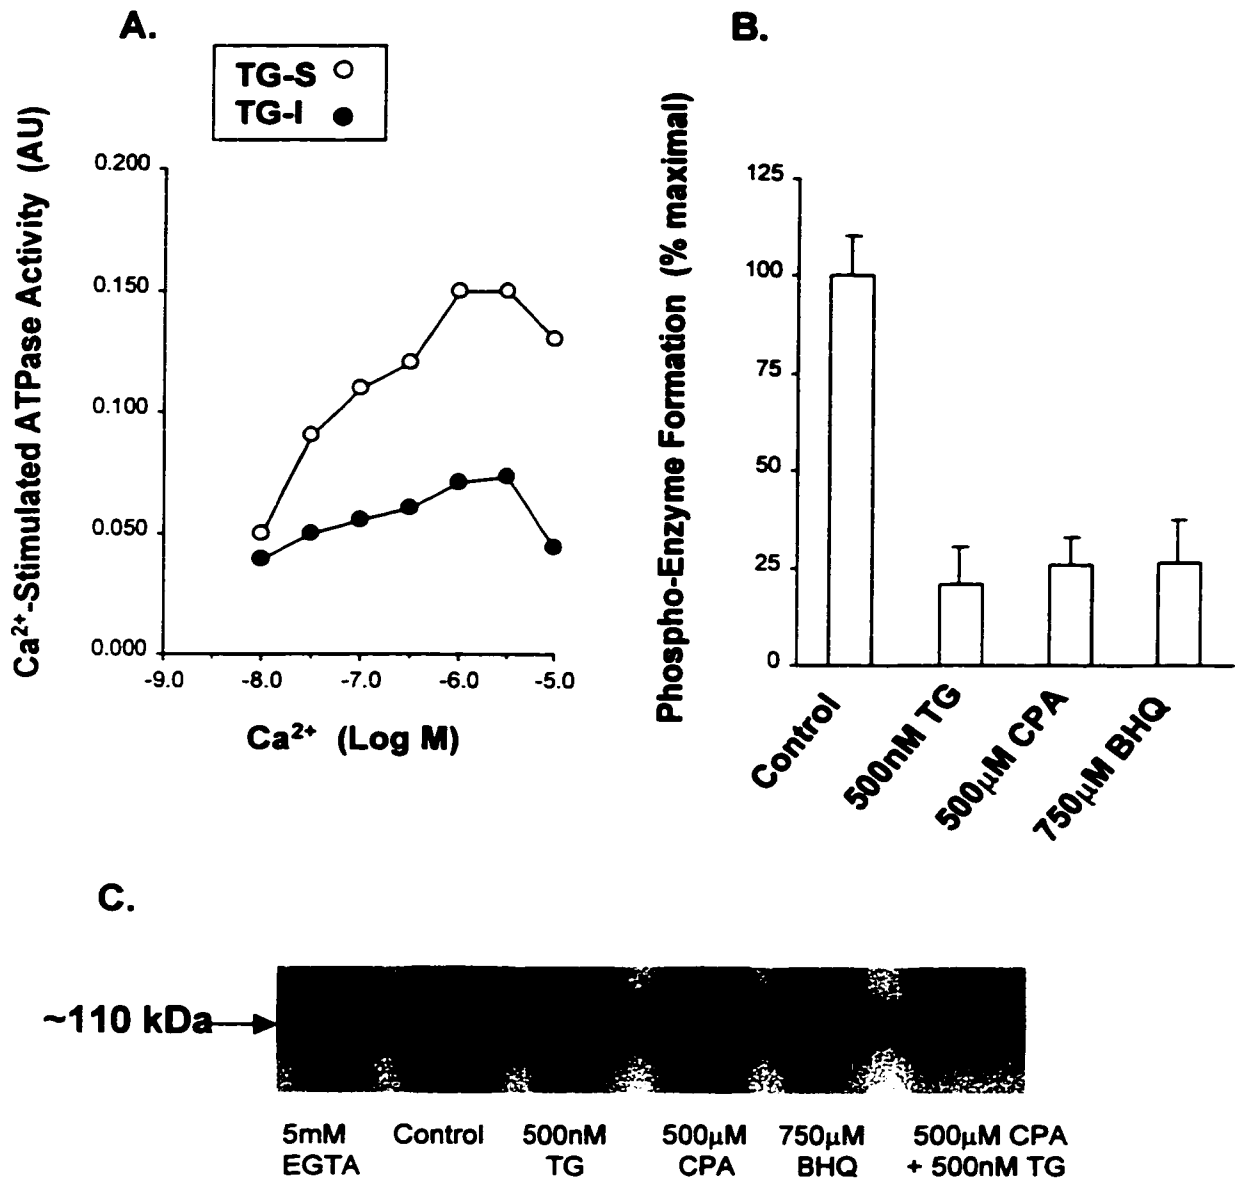 A.
TG-S
TG-I
Ca²⁺-Stimulated ATPase Activity (AU)
0.200
0.150
0.100
0.050
0.000
-9.0 -8.0 -7.0 -6.0 -5.0
Ca²⁺ (Log M)
B.
Phospho-Enzyme Formation (% maximal)
125
100
75
50
25
0
Control
500nM TG
500µM CPA
750µM BHQ
C.
~110 kDa
5mM EGTA
Control
500nM TG
500µM CPA
750µM BHQ
500µM CPA + 500nM TG